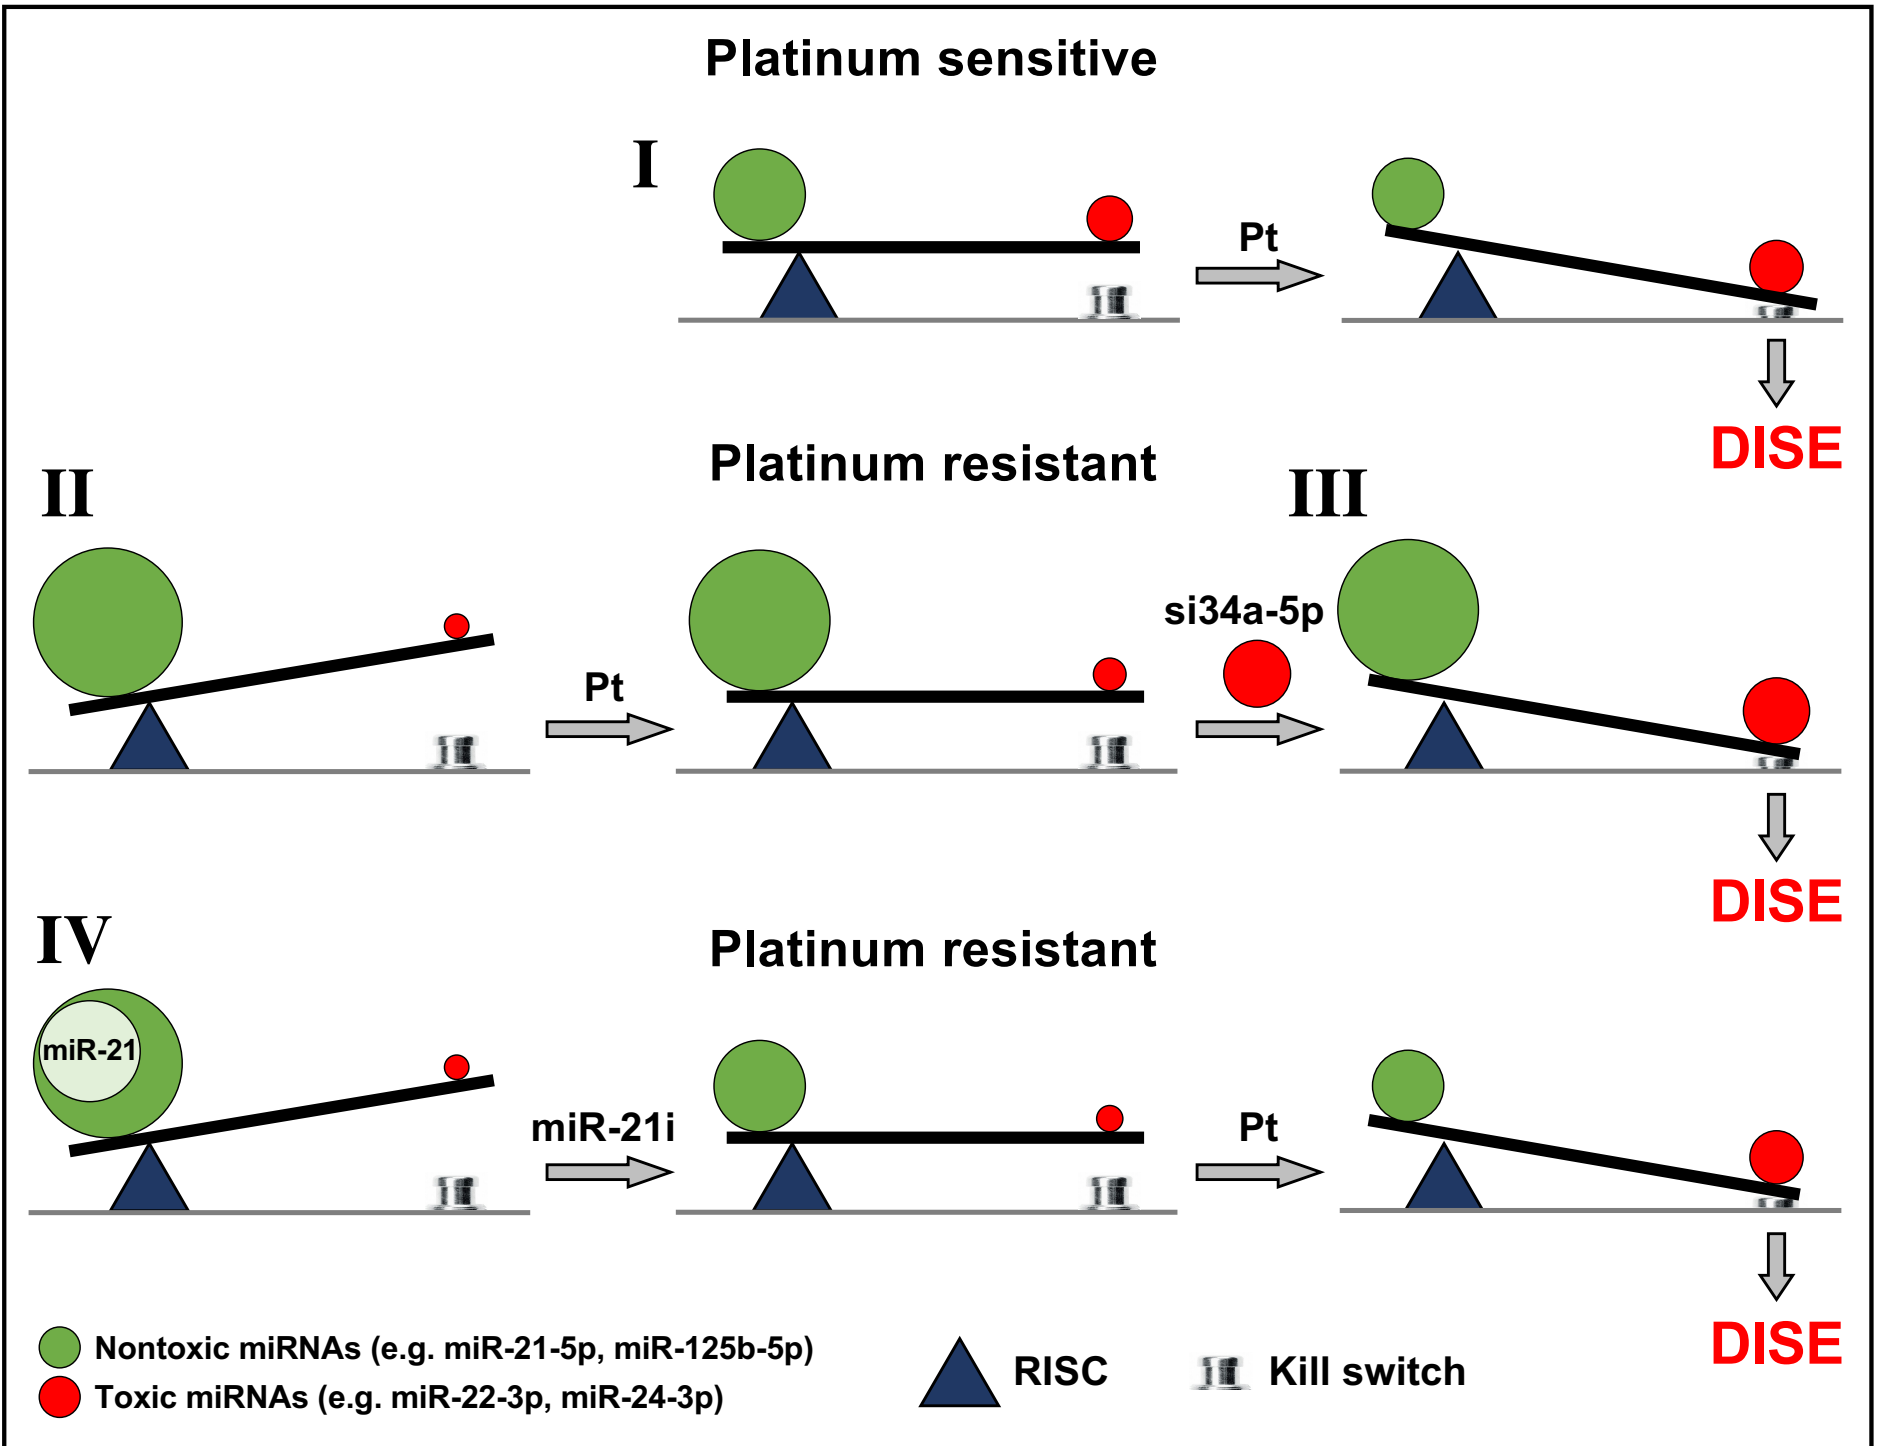 Platinum sensitive
I
Pt
DISE
Platinum resistant
II
III
si34a-5p
Pt
DISE
IV
Platinum resistant
miR-21
miR-21i
Pt
DISE
Nontoxic miRNAs (e.g. miR-21-5p, miR-125b-5p)
Toxic miRNAs (e.g. miR-22-3p, miR-24-3p)
RISC
Kill switch